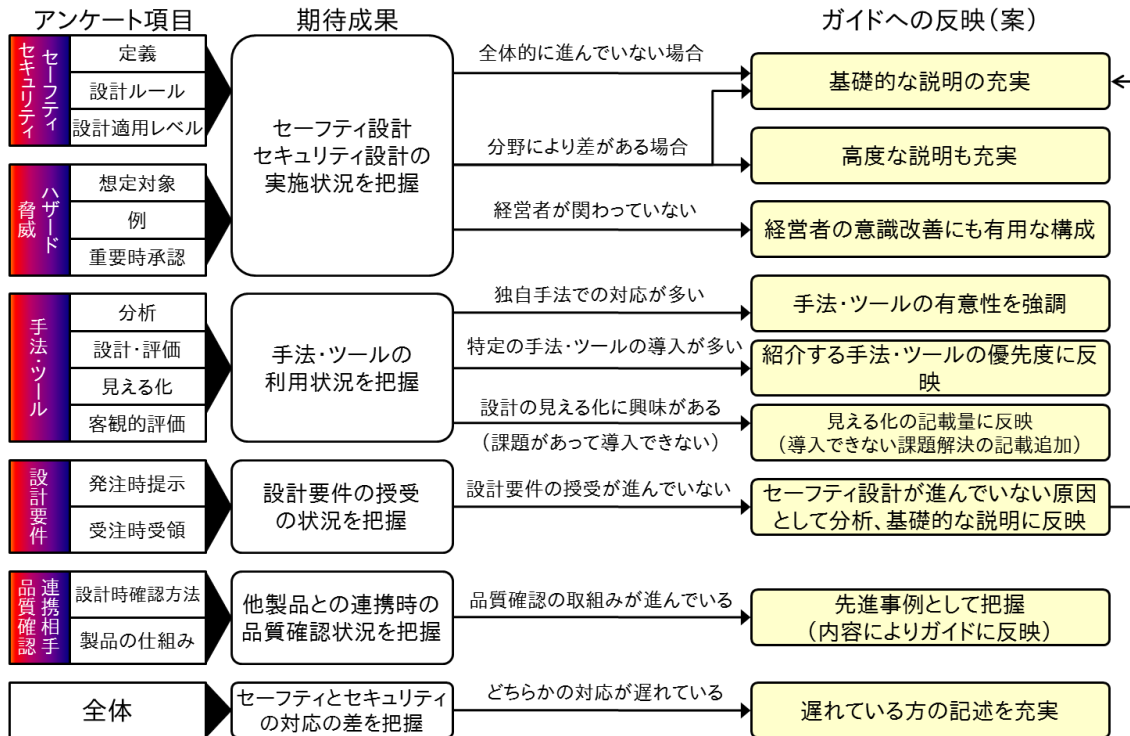 アンケート項目
期待成果
ガイドへの反映(案)
セーフティ
セキュリティ
定義
設計ルール
設計適用レベル
ハザード
脅威
想定対象
例
重要時承認
セーフティ設計
セキュリティ設計の
実施状況を把握
全体的に進んでいない場合
基礎的な説明の充実
分野により差がある場合
高度な説明も充実
経営者が関わっていない
経営者の意識改善にも有用な構成
手法・ツール
分析
設計・評価
見える化
客観的評価
手法・ツールの
利用状況を把握
独自手法での対応が多い
手法・ツールの有意性を強調
特定の手法・ツールの導入が多い
紹介する手法・ツールの優先度に反
映
設計の見える化に興味がある
(課題があって導入できない)
見える化の記載量に反映
(導入できない課題解決の記載追加)
設計要件
発注時提示
受注時受領
設計要件の授受
の状況を把握
設計要件の授受が進んでいない
セーフティ設計が進んでいない原因
として分析、基礎的な説明に反映
連携相手
品質確認
設計時確認方法
製品の仕組み
他製品との連携時の
品質確認状況を把握
品質確認の取組みが進んでいる
先進事例として把握
(内容によりガイドに反映)
全体
セーフティとセキュリティ
の対応の差を把握
どちらかの対応が遅れている
遅れている方の記述を充実